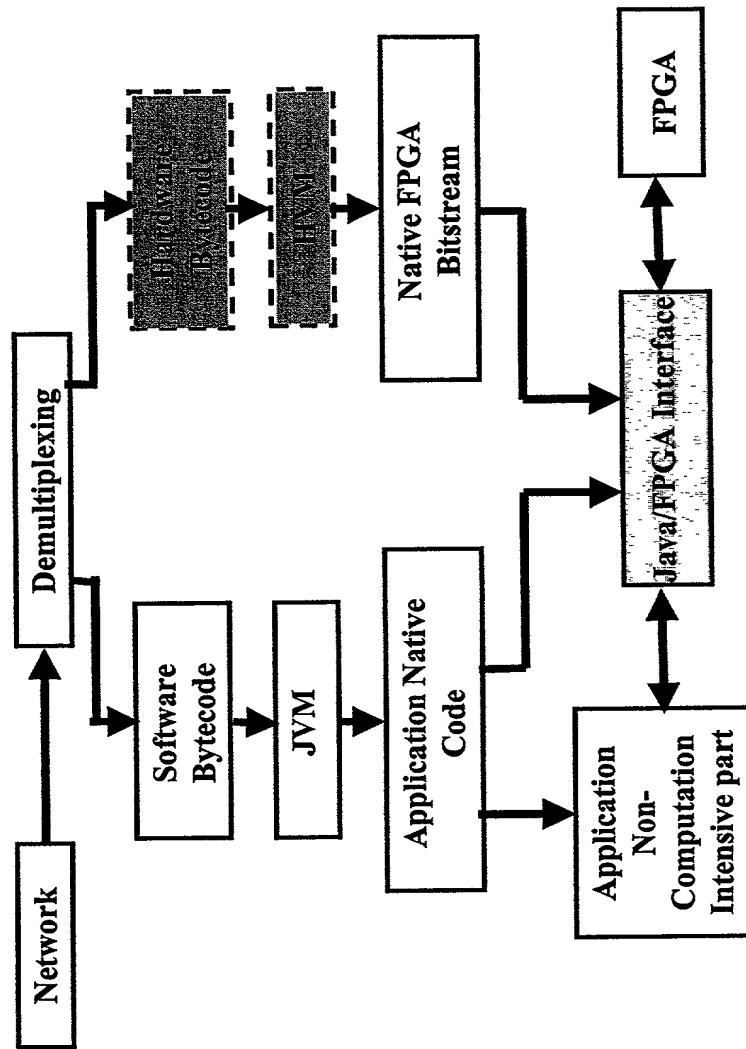 Network
Demultiplexing
Software
Bytecode
Hardware
Bytecode
JVM
HVM
Application Native
Code
Native FPGA
Bitstream
Application
Non-
Computation
Intensive part
Java/FPGA Interface
FPGA